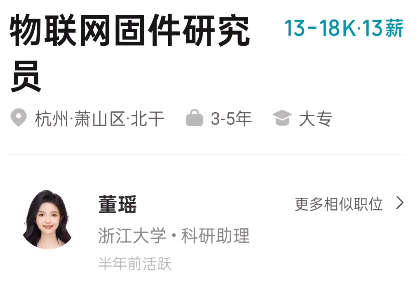 物联网固件研究员
13-18K·13薪
杭州·萧山区·北干 3-5年 大专
董瑶
更多相似职位
浙江大学·科研助理
半年前活跃